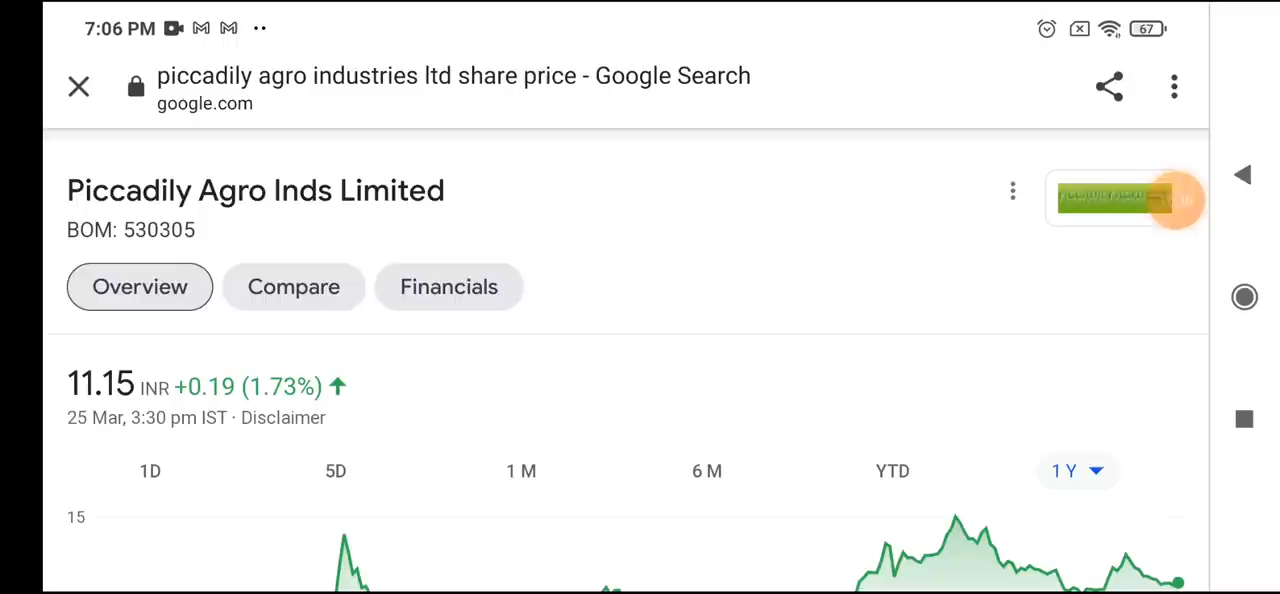 7:06 PM
67
piccadily agro industries ltd share price - Google Search
google.com
Piccadily Agro Inds Limited
BOM: 530305
Overview Compare Financials
11.15 INR +0.19 (1.73%)
25 Mar, 3:30 pm IST · Disclaimer
1D 5D 1 M 6 M YTD 1 Y
15